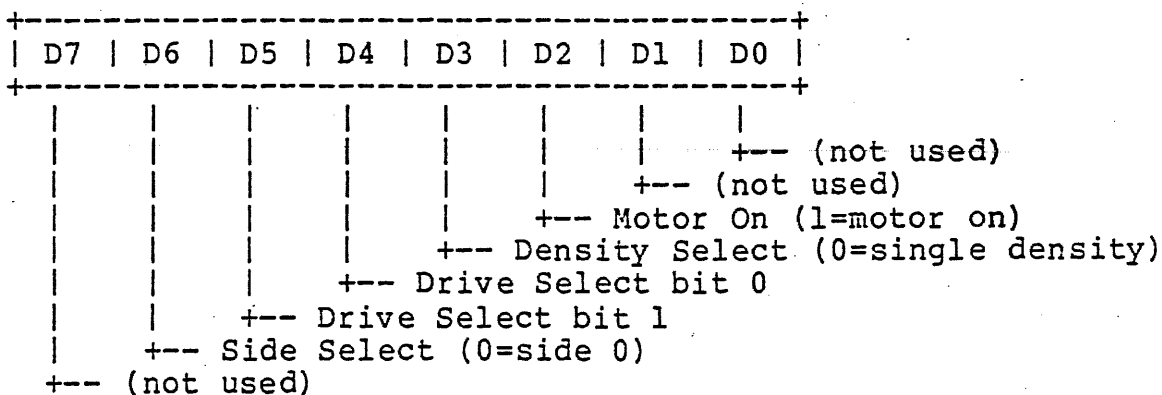 +---------------------------------------+
| D7 | D6 | D5 | D4 | D3 | D2 | D1 | D0 |
+---------------------------------------+
+-- (not used)
+-- (not used)
+-- Motor On (1=motor on)
+-- Density Select (0=single density)
+-- Drive Select bit 0
+-- Drive Select bit 1
+-- Side Select (0=side 0)
+-- (not used)